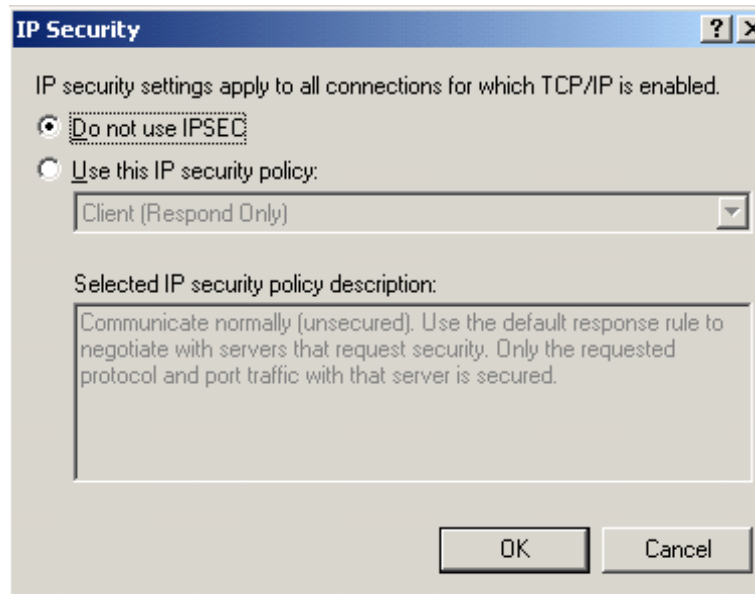 IP Security
IP security settings apply to all connections for which TCP/IP is enabled.
Do not use IPSEC
Use this IP security policy:
Client (Respond Only)
Selected IP security policy description:
Communicate normally (unsecured). Use the default response rule to
negotiate with servers that request security. Only the requested
protocol and port traffic with that server is secured.
OK
Cancel